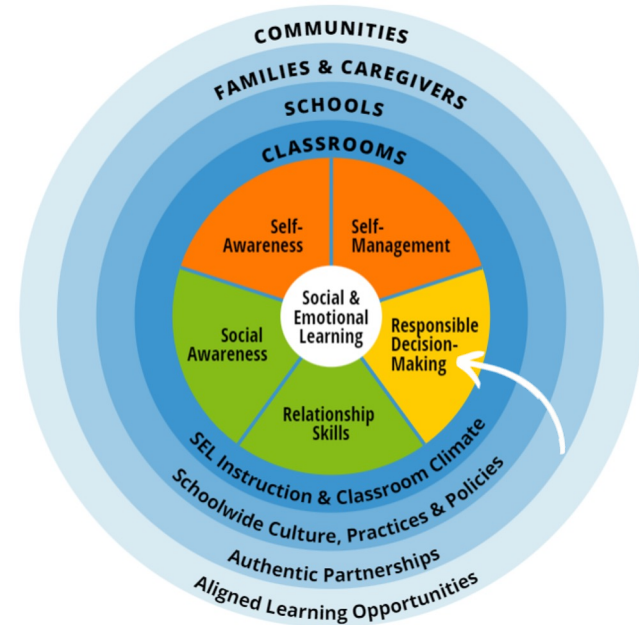 COMMUNITIES
FAMILIES & CAREGIVERS
SCHOOLS
CLASSROOMS
Self-
Awareness
Self-
Management
Social &
Emotional
Learning
Social
Awareness
Responsible
Decision-
Making
Relationship
Skills
SEL Instruction & Classroom Climate
Schoolwide Culture, Practices & Policies
Authentic Partnerships
Aligned Learning Opportunities